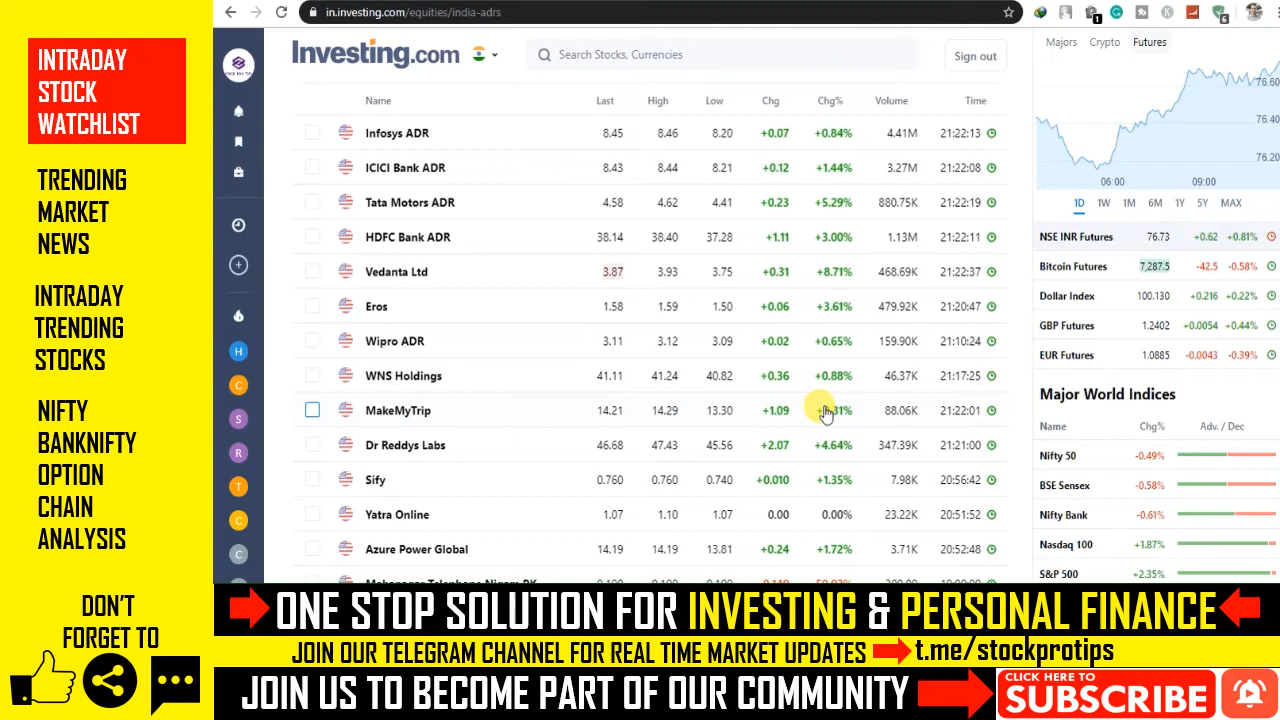 INTRADAY
STOCK
WATCHLIST
TRENDING
MARKET
NEWS
INTRADAY
TRENDING
STOCKS
NIFTY
BANKNIFTY
OPTION
CHAIN
ANALYSIS
DON'T
FORGET TO
in.investing.com/equities/india-adrs
Investing.com
Search Stocks, Currencies
Sign out
Name Last High Low Chg Chg% Volume Time
Infosys ADR 8.45 8.46 8.20 +0.07 +0.84% 4.41M 21:22:13
ICICI Bank ADR 8.43 8.44 8.21 +0.12 +1.44% 3.27M 21:22:08
Tata Motors ADR 4.58 4.62 4.41 +0.23 +5.29% 880.75K 21:22:19
HDFC Bank ADR 38.14 38.40 37.28 +1.11 +3.00% 1.13M 21:22:11
Vedanta Ltd 3.87 3.93 3.75 +0.31 +8.71% 468.69K 21:22:37
Eros 1.58 1.59 1.50 +0.06 +3.61% 479.92K 21:20:47
Wipro ADR 3.11 3.12 3.09 +0.02 +0.65% 159.90K 21:10:24
WNS Holdings 41.11 41.24 40.82 +0.36 +0.88% 46.37K 21:17:25
MakeMyTrip 14.21 14.29 13.30 +1.09 88.06K 21:22:01
Dr Reddys Labs 46.68 47.43 45.56 +2.07 +4.64% 347.39K 21:21:00
Sify 0.760 0.760 0.740 +0.010 +1.35% 7.98K 20:56:42
Yatra Online 1.07 1.10 1.07 0.00 0.00% 23.22K 20:51:52
Azure Power Global 14.19 14.19 13.81 +0.24 +1.72% 3.71K 20:52:48
H
C
S
R
T
C
C
Majors Crypto Futures
76.60
76.40
76.20
06:00 09:00
1D 1W 1M 6M 1Y 5Y MAX
NSE INR Futures 76.73 +0.62 +0.81%
Bitcoin Futures 7,287.5 -42.5 -0.58%
Dollar Index 100.130 +0.216 +0.22%
GBP Futures 1.2402 +0.0054 +0.44%
EUR Futures 1.0885 -0.0043 -0.39%
Major World Indices
Name Chg% Adv. / Dec
Nifty 50 -0.49%
BSE Sensex -0.58%
Nifty Bank -0.61%
Nasdaq 100 +1.87%
S&P 500 +2.35%
ONE STOP SOLUTION FOR INVESTING & PERSONAL FINANCE
JOIN OUR TELEGRAM CHANNEL FOR REAL TIME MARKET UPDATES t.me/stockprotips
JOIN US TO BECOME PART OF OUR COMMUNITY
CLICK HERE TO
SUBSCRIBE